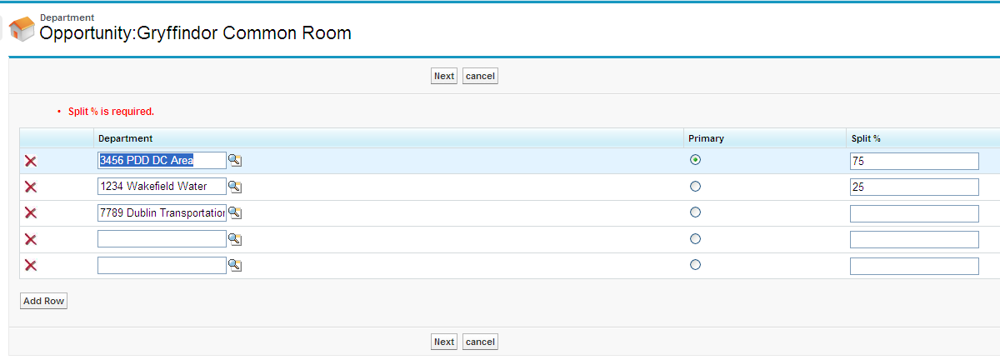 Department
Opportunity:Gryffindor Common Room
Next cancel
• Split % is required.
Department Primary Split %
3456 PDD DC Area 75
1234 Wakefield Water 25
7789 Dublin Transportation
Add Row
Next cancel